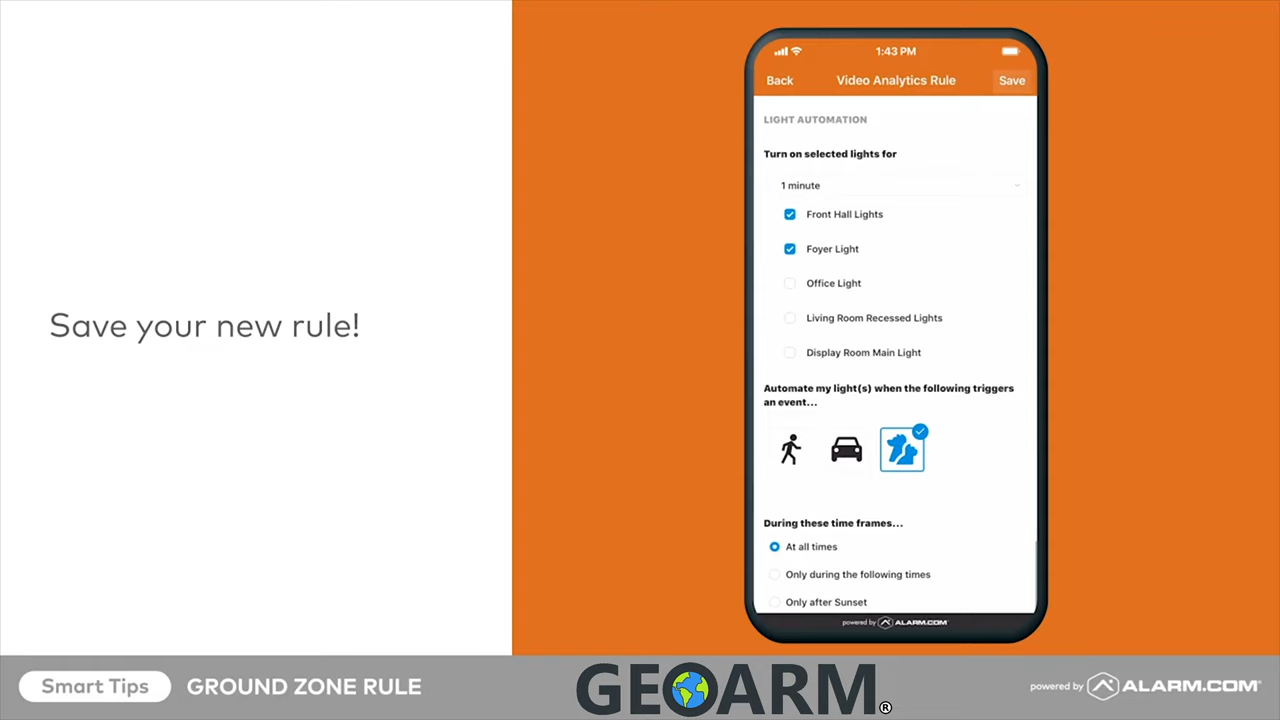 Save your new rule!
1:43 PM
Back
Video Analytics Rule
Save
LIGHT AUTOMATION
Turn on selected lights for
1 minute
Front Hall Lights
Foyer Light
Office Light
Living Room Recessed Lights
Display Room Main Light
Automate my light(s) when the following triggers
an event...
During these time frames...
At all times
Only during the following times
Only after Sunset
powered by ALARM.COM
Smart Tips
GROUND ZONE RULE
GEOARM®
powered by ALARM.COM®